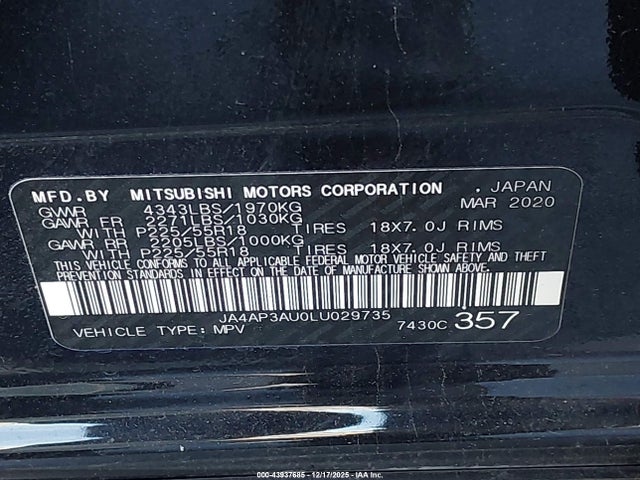 MFD.BY MITSUBISHI MOTORS CORPORATION . JAPAN
GVWR 4343LBS/1970KG MAR 2020
GAWR FR 2271LBS/1030KG
WITH P225/55R18 TIRES 18X7.0J RIMS
GAWR RR 2205LBS/1000KG
WITH P225/55R18 TIRES 18X7.0J RIMS
THIS VEHICLE CONFORMS TO ALL APPLICABLE FEDERAL MOTOR VEHICLE SAFETY AND THEFT
PREVENTION STANDARDS IN EFFECT ON THE DATE OF MANUFACTURE SHOWN ABOVE.
JA4AP3AU0LU029735
VEHICLE TYPE: MPV 7430C 357
000-43937685 - 12/17/2025 - IAA Inc.